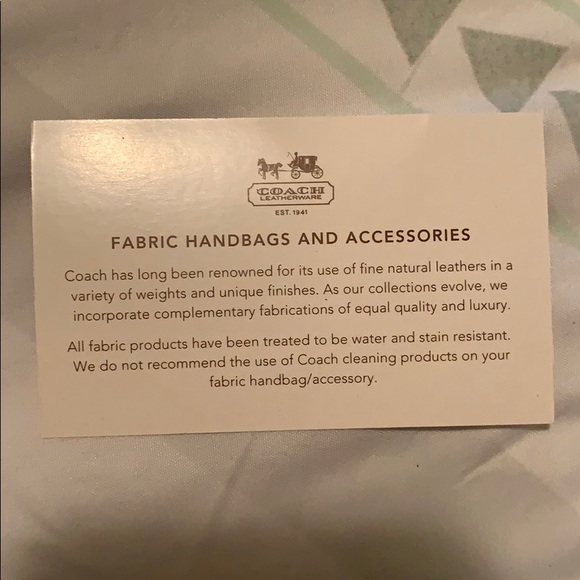 COACH
LEATHERWARE
EST. 1941
FABRIC HANDBAGS AND ACCESSORIES
Coach has long been renowned for its use of fine natural leathers in a
variety of weights and unique finishes. As our collections evolve, we
incorporate complementary fabrications of equal quality and luxury.
All fabric products have been treated to be water and stain resistant.
We do not recommend the use of Coach cleaning products on your
fabric handbag/accessory.